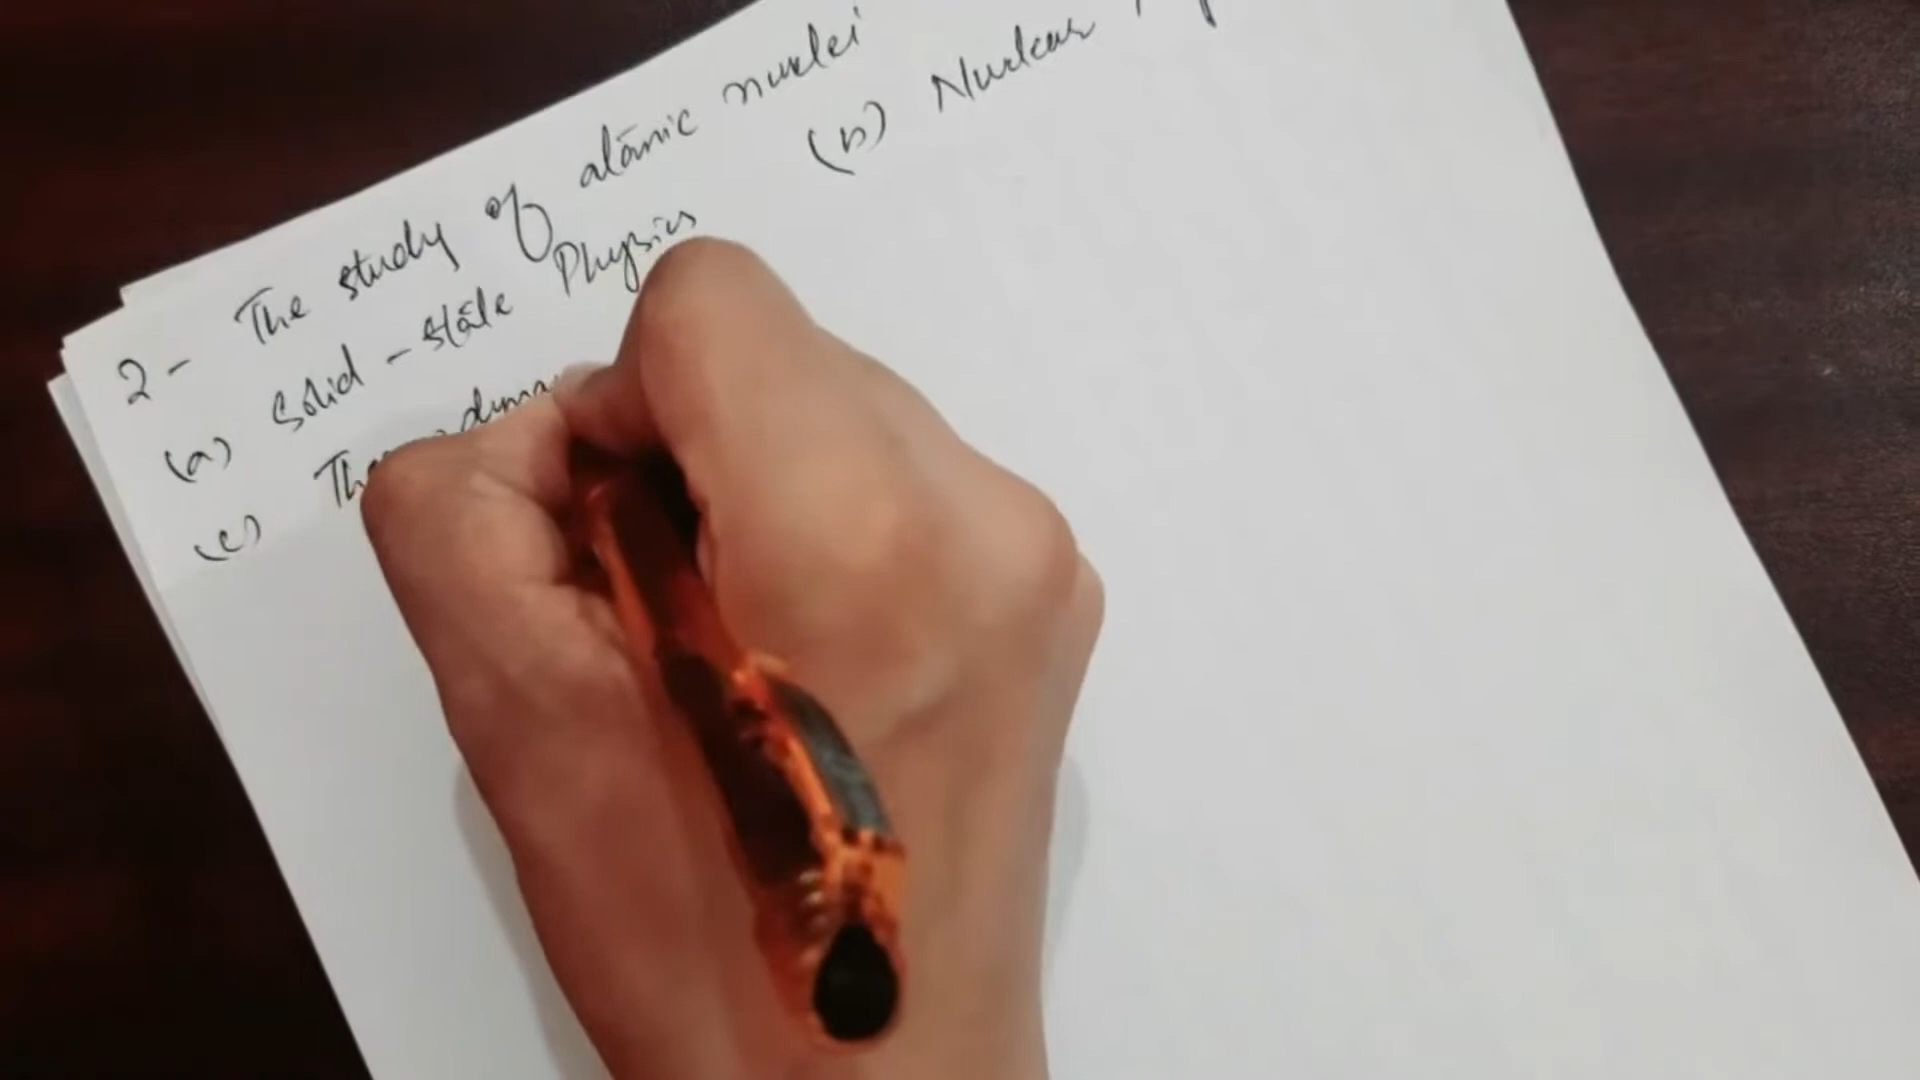 2- The study of atomic nuclei
(a) Solid-state Physics (b) Nuclear
(c)